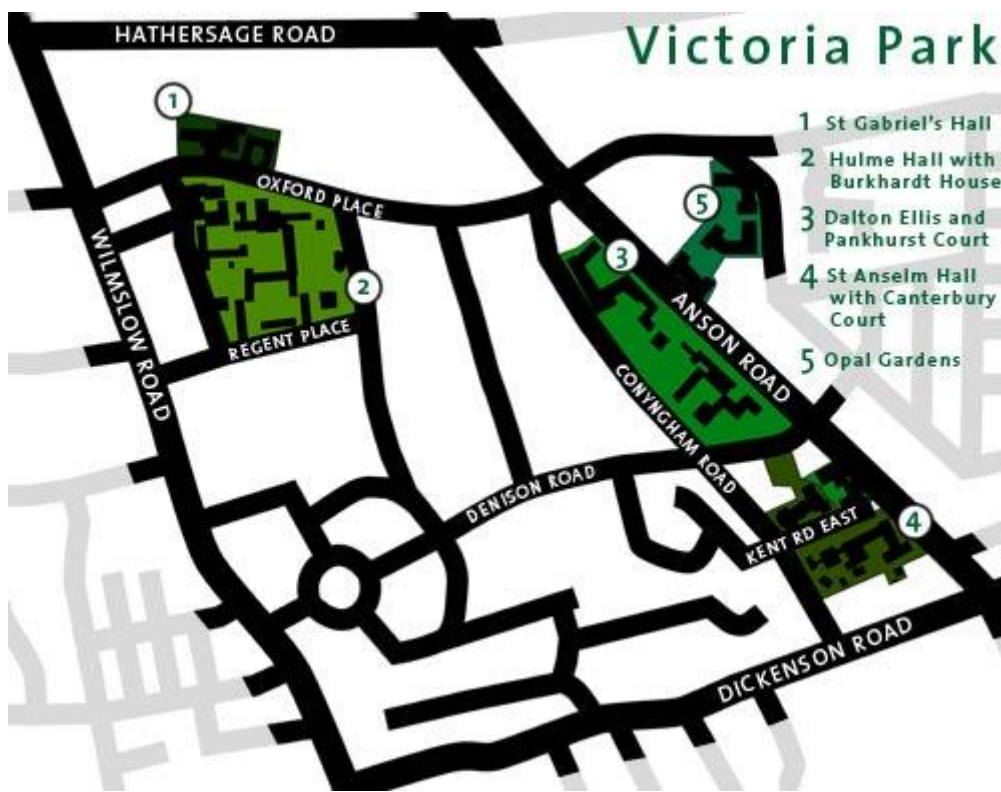 HATHERSAGE ROAD
Victoria Park
1
1 St Gabriel's Hall
2 Hulme Hall with
Burkhardt House
3 Dalton Ellis and
Pankhurst Court
4 St Anselm Hall
with Canterbury
Court
5 Opal Gardens
OXFORD PLACE
5
3
2
WILMSLOW ROAD
REGENT PLACE
ANSON ROAD
CONYNGHAM ROAD
DENISON ROAD
KENT RD EAST
4
DICKENSON ROAD